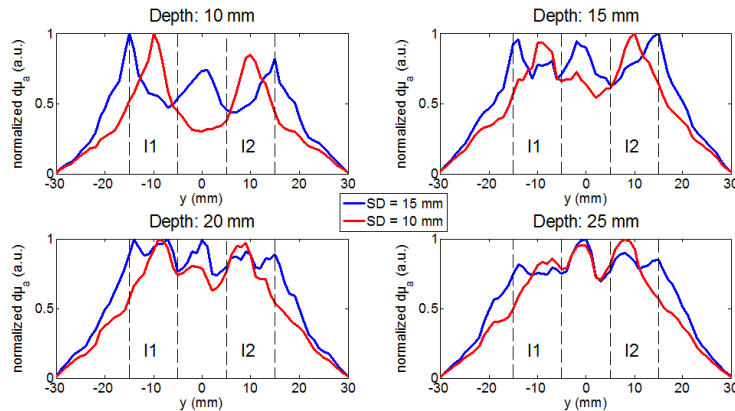 Depth: 10 mm
normalized dμa (a.u.)
1
0.5
0
I1
I2
-30 -20 -10 0 10 20 30
y (mm)
Depth: 15 mm
normalized dμa (a.u.)
1
0.5
0
I1
I2
-30 -20 -10 0 10 20 30
y (mm)
SD = 15 mm
SD = 10 mm
Depth: 20 mm
normalized dμa (a.u.)
1
0.5
0
I1
I2
-30 -20 -10 0 10 20 30
y (mm)
Depth: 25 mm
normalized dμa (a.u.)
1
0.5
0
I1
I2
-30 -20 -10 0 10 20 30
y (mm)